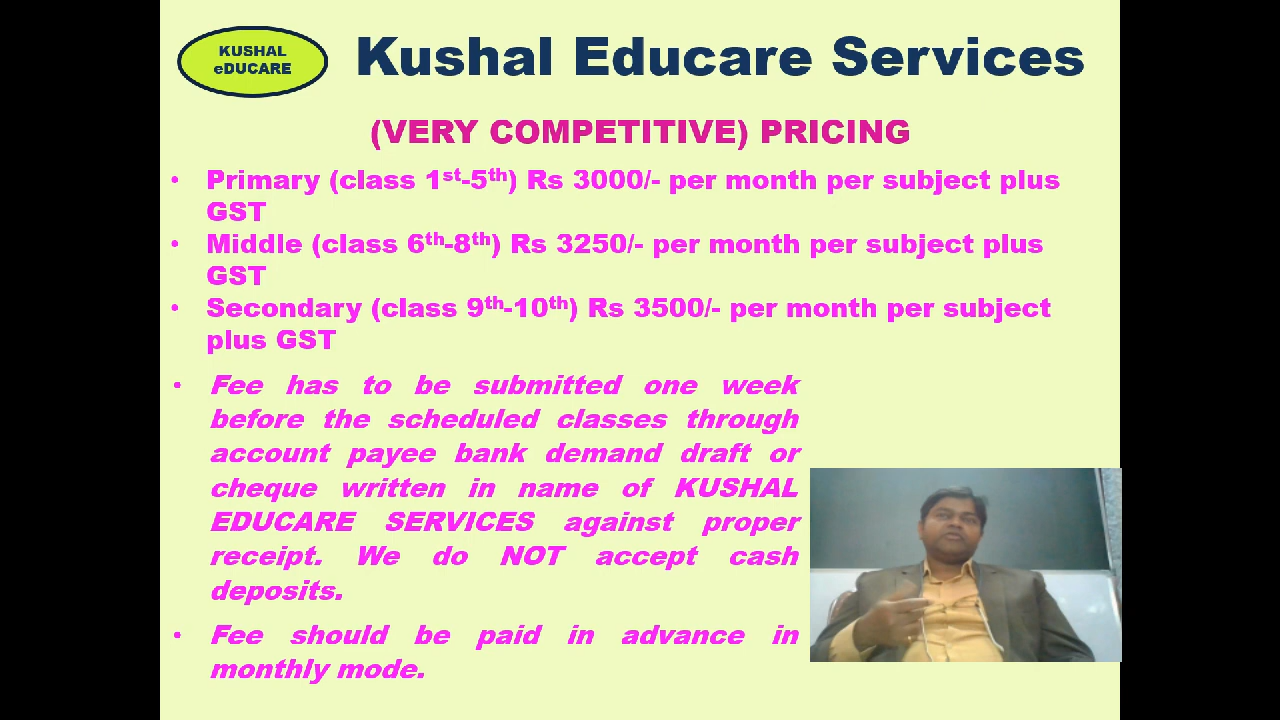 KUSHAL
eDUCARE
Kushal Educare Services
(VERY COMPETITIVE) PRICING
• Primary (class 1st-5th) Rs 3000/- per month per subject plus
GST
• Middle (class 6th-8th) Rs 3250/- per month per subject plus
GST
• Secondary (class 9th-10th) Rs 3500/- per month per subject
plus GST
• Fee has to be submitted one week
before the scheduled classes through
account payee bank demand draft or
cheque written in name of KUSHAL
EDUCARE SERVICES against proper
receipt. We do NOT accept cash
deposits.
• Fee should be paid in advance in
monthly mode.